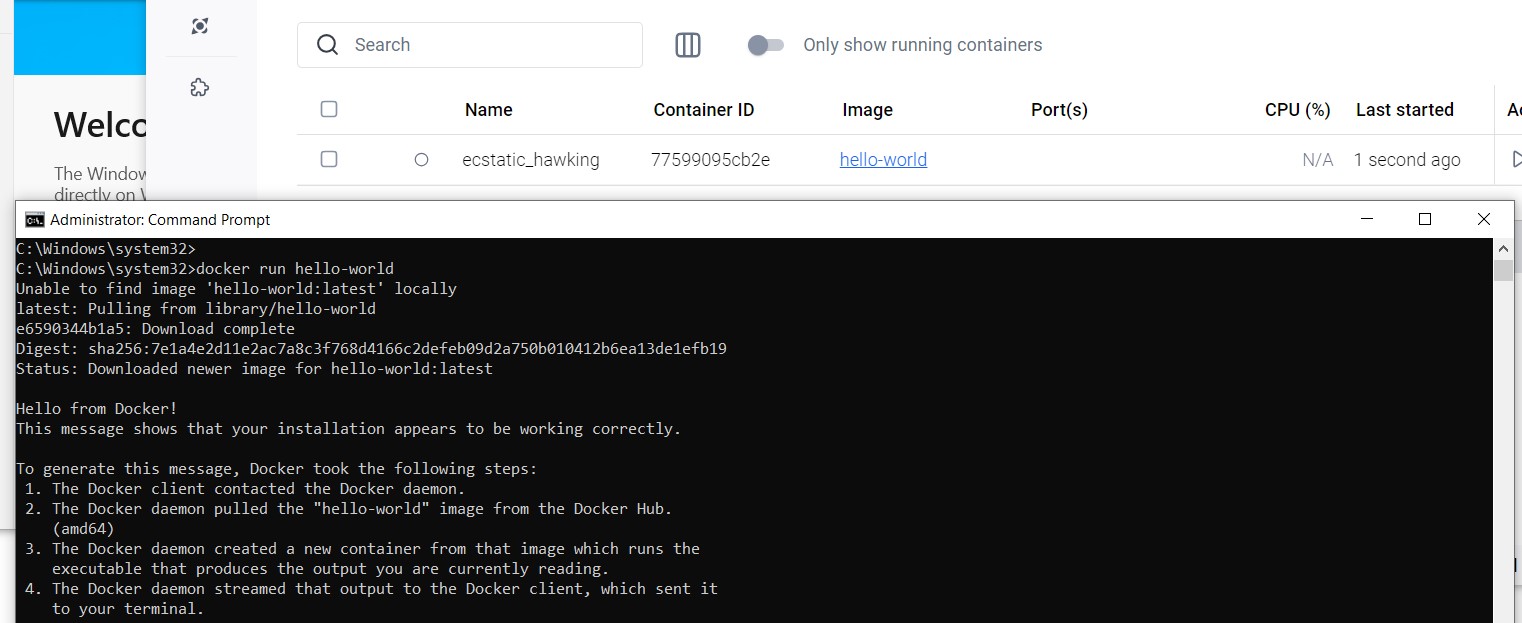 Search
Only show running containers
Name Container ID Image Port(s) CPU (%) Last started
ecstatic_hawking 77599095cb2e hello-world N/A 1 second ago
Welco
The Window
directly on
Administrator: Command Prompt
C:\Windows\system32>
C:\Windows\system32>docker run hello-world
Unable to find image 'hello-world:latest' locally
latest: Pulling from library/hello-world
e6590344b1a5: Download complete
Digest: sha256:7e1a4e2d11e2ac7a8c3f768d4166c2defeb09d2a750b010412b6ea13de1efb19
Status: Downloaded newer image for hello-world:latest
Hello from Docker!
This message shows that your installation appears to be working correctly.
To generate this message, Docker took the following steps:
1. The Docker client contacted the Docker daemon.
2. The Docker daemon pulled the "hello-world" image from the Docker Hub.
(amd64)
3. The Docker daemon created a new container from that image which runs the
executable that produces the output you are currently reading.
4. The Docker daemon streamed that output to the Docker client, which sent it
to your terminal.